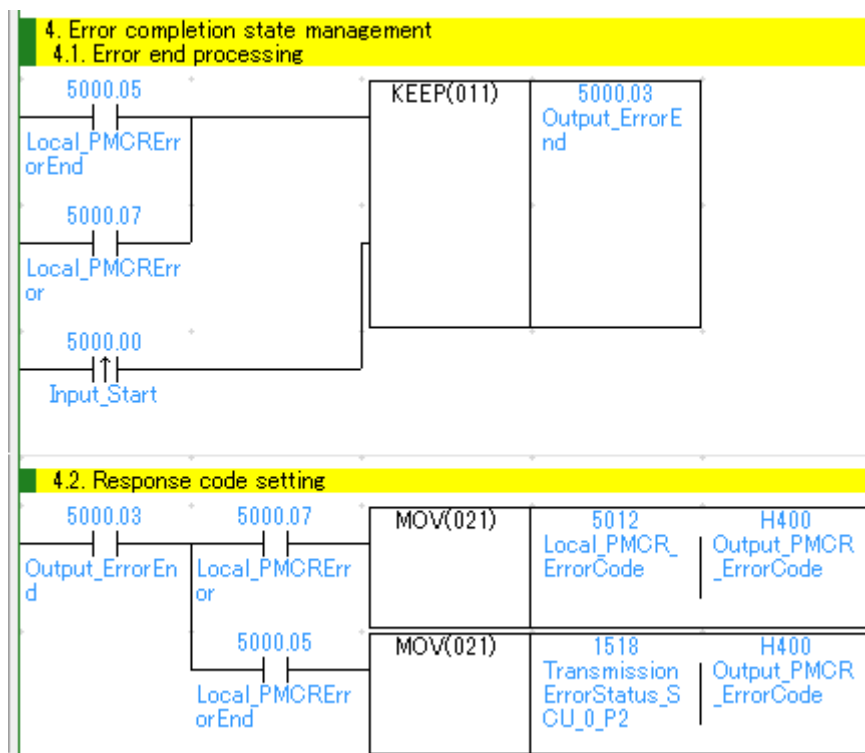 4. Error completion state management
4.1. Error end processing
5000.05
KEEP(011)
5000.03
Local_PMCRErr
orEnd
Output_ErrorE
nd
5000.07
Local_PMCRErr
or
5000.00
Input_Start
4.2. Response code setting
5000.03
5000.07
MOV(021)
5012
H400
Output_ErrorEn
d
Local_PMCRErr
or
Local_PMCR_
ErrorCode
Output_PMCR
_ErrorCode
5000.05
MOV(021)
1518
H400
Local_PMCRErr
orEnd
Transmission
ErrorStatus_S
CU_0_P2
Output_PMCR
_ErrorCode